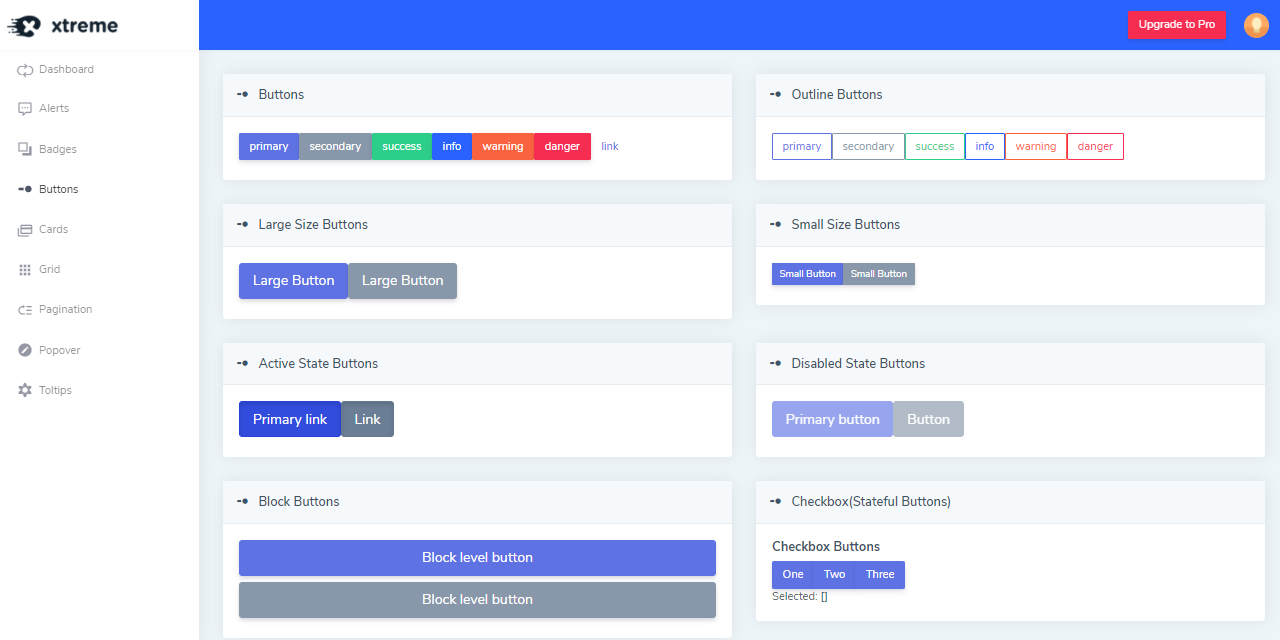 xtreme
Upgrade to Pro
Dashboard
Alerts
Badges
Buttons
Cards
Grid
Pagination
Popover
Toltips
Buttons
primary secondary success info warning danger link
Outline Buttons
primary secondary success info warning danger
Large Size Buttons
Large Button Large Button
Small Size Buttons
Small Button Small Button
Active State Buttons
Primary link Link
Disabled State Buttons
Primary button Button
Block Buttons
Block level button
Block level button
Checkbox(Stateful Buttons)
Checkbox Buttons
One Two Three
Selected: []